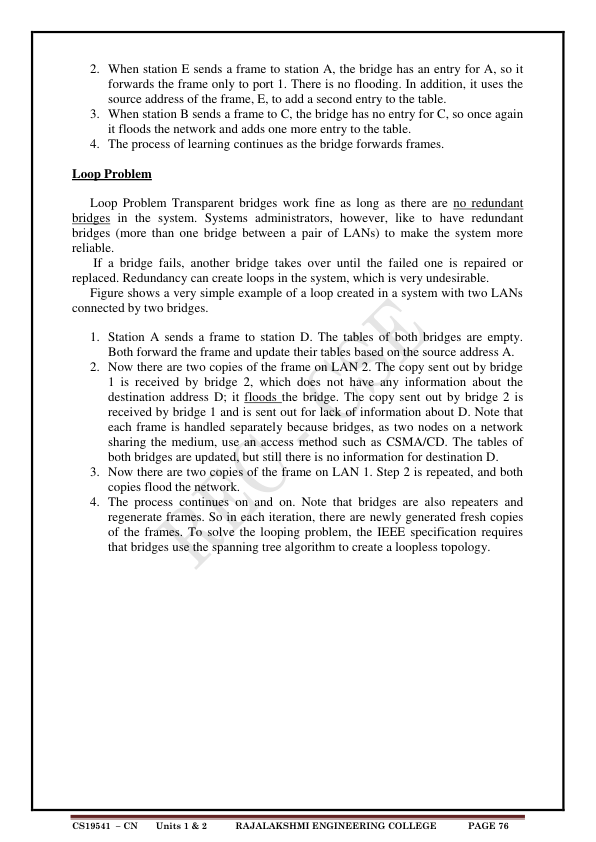 2. When station E sends a frame to station A, the bridge has an entry for A, so it
forwards the frame only to port 1. There is no flooding. In addition, it uses the
source address of the frame, E, to add a second entry to the table.
3. When station B sends a frame to C, the bridge has no entry for C, so once again
it floods the network and adds one more entry to the table.
4. The process of learning continues as the bridge forwards frames.
Loop Problem
Loop Problem Transparent bridges work fine as long as there are no redundant
bridges in the system. Systems administrators, however, like to have redundant
bridges (more than one bridge between a pair of LANs) to make the system more
reliable.
If a bridge fails, another bridge takes over until the failed one is repaired or
replaced. Redundancy can create loops in the system, which is very undesirable.
Figure shows a very simple example of a loop created in a system with two LANs
connected by two bridges.
1. Station A sends a frame to station D. The tables of both bridges are empty.
Both forward the frame and update their tables based on the source address A.
2. Now there are two copies of the frame on LAN 2. The copy sent out by bridge
1 is received by bridge 2, which does not have any information about the
destination address D; it floods the bridge. The copy sent out by bridge 2 is
received by bridge 1 and is sent out for lack of information about D. Note that
each frame is handled separately because bridges, as two nodes on a network
sharing the medium, use an access method such as CSMA/CD. The tables of
both bridges are updated, but still there is no information for destination D.
3. Now there are two copies of the frame on LAN 1. Step 2 is repeated, and both
copies flood the network.
4. The process continues on and on. Note that bridges are also repeaters and
regenerate frames. So in each iteration, there are newly generated fresh copies
of the frames. To solve the looping problem, the IEEE specification requires
that bridges use the spanning tree algorithm to create a loopless topology.
REC - CSE
CS19541 – CN Units 1 & 2 RAJALAKSHMI ENGINEERING COLLEGE PAGE 76